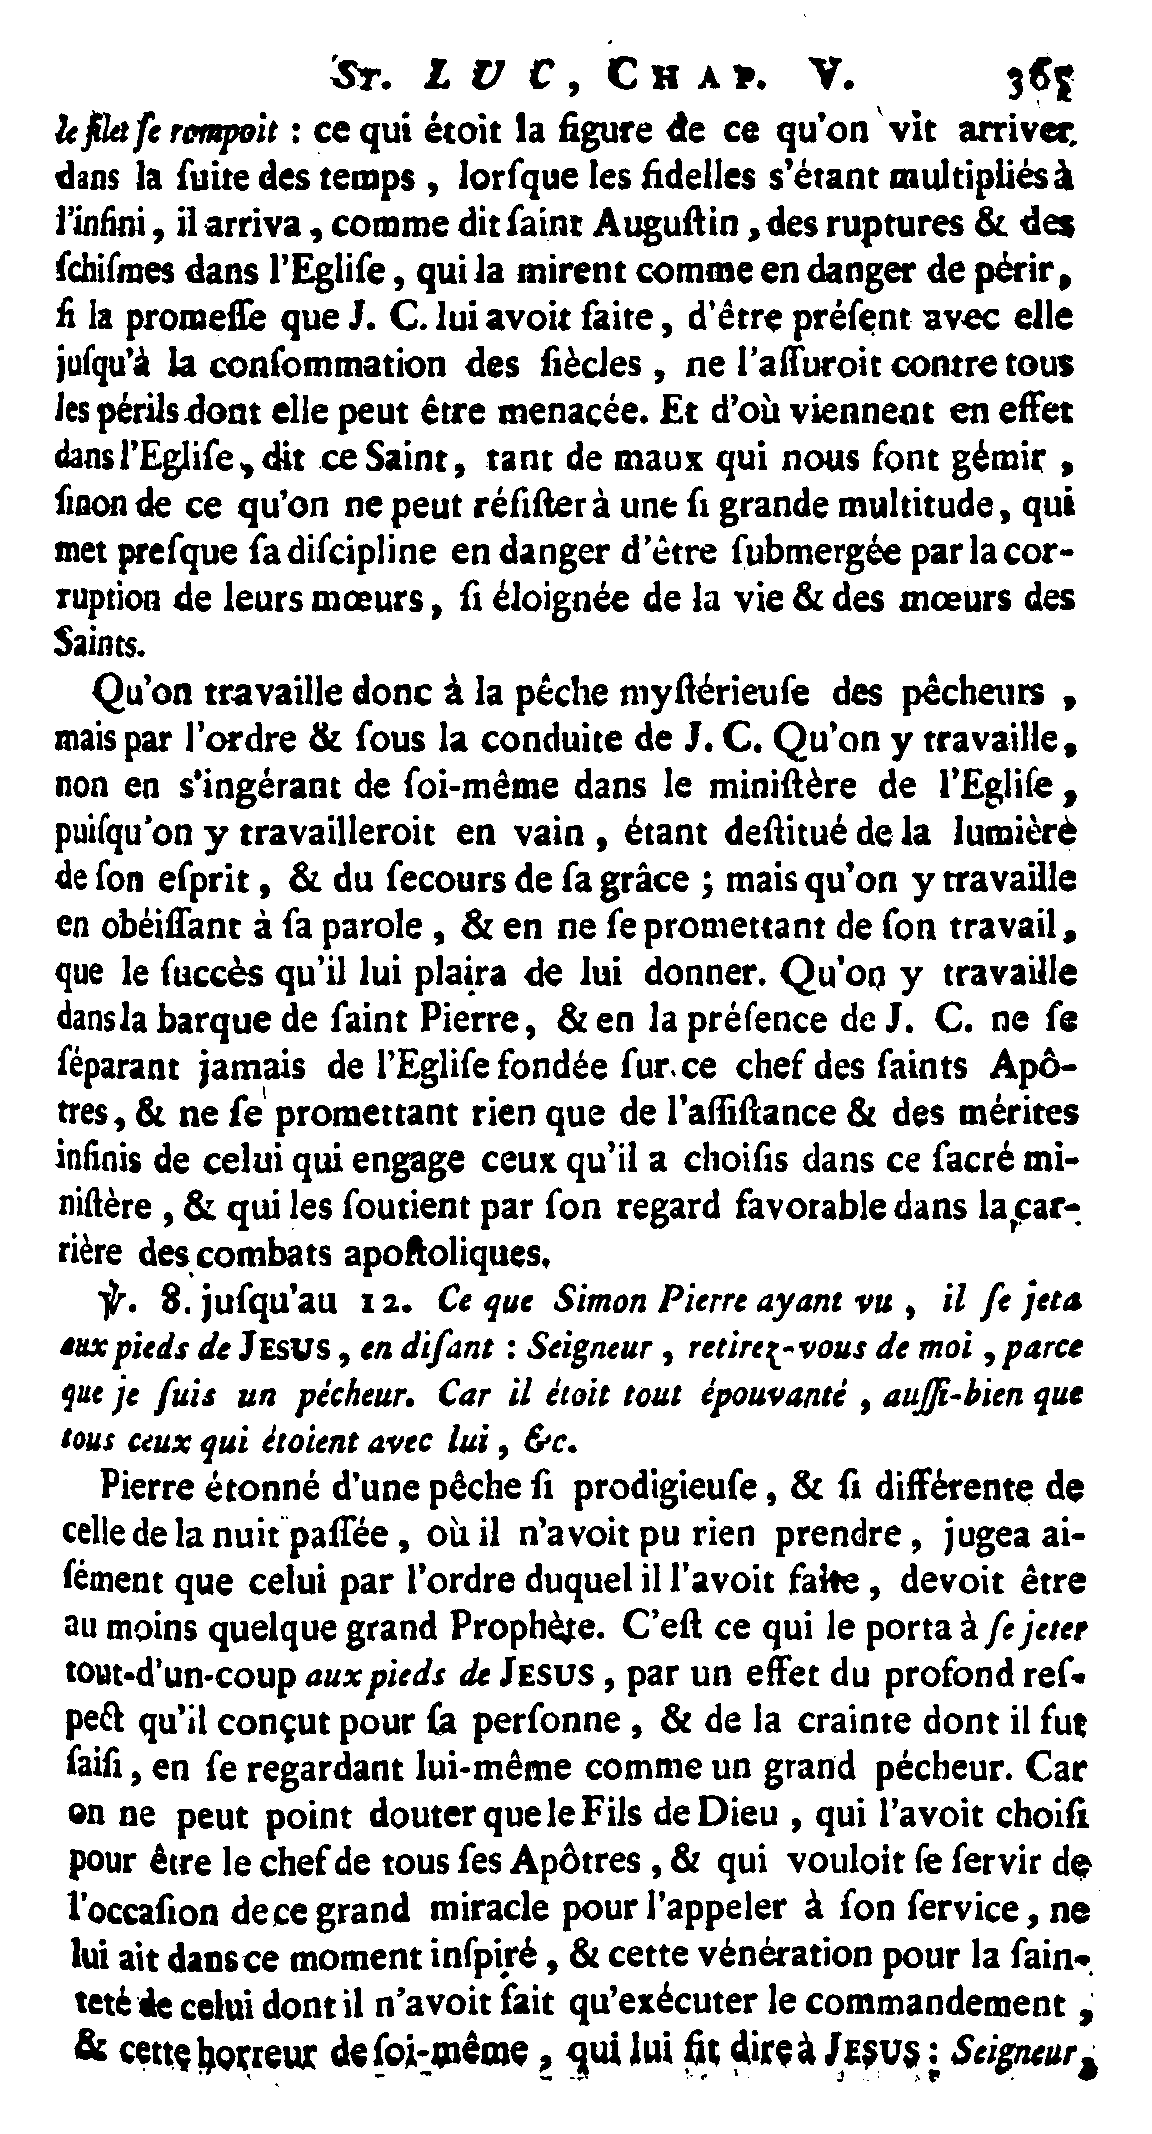 St. LUC, CHAP. V. 365
le filet ſe rompoit : ce qui étoit la figure de ce qu'on vit arriver
dans la ſuite des temps, lorſque les fidelles s'étant multipliés à
l'infini, il arriva, comme dit ſaint Auguſtin, des ruptures & des
ſchiſmes dans l'Egliſe, qui la mirent comme en danger de périr,
ſi la promeſſe que J. C. lui avoit faite, d'être préſent avec elle
juſqu'à la conſommation des ſiècles, ne l'aſſuroit contre tous
les périls dont elle peut être menacée. Et d'où viennent en effet
dans l'Egliſe, dit ce Saint, tant de maux qui nous font gémir,
ſinon de ce qu'on ne peut réſiſter à une ſi grande multitude, qui
met preſque ſa diſcipline en danger d'être ſubmergée par la cor-
ruption de leurs mœurs, ſi éloignée de la vie & des mœurs des
Saints.
Qu'on travaille donc à la pêche myſtérieuſe des pêcheurs,
mais par l'ordre & ſous la conduite de J. C. Qu'on y travaille,
non en s'ingérant de ſoi-même dans le miniſtère de l'Egliſe,
puiſqu'on y travailleroit en vain, étant deſtitué de la lumière
de ſon eſprit, & du ſecours de ſa grâce ; mais qu'on y travaille
en obéiſſant à ſa parole, & en ne ſe promettant de ſon travail,
que le ſuccès qu'il lui plaira de lui donner. Qu'on y travaille
dans la barque de ſaint Pierre, & en la préſence de J. C. ne ſe
ſéparant jamais de l'Egliſe fondée ſur ce chef des ſaints Apô-
tres, & ne ſe promettant rien que de l'aſſiſtance & des mérites
infinis de celui qui engage ceux qu'il a choiſis dans ce ſacré mi-
niſtère, & qui les ſoutient par ſon regard favorable dans la car-
rière des combats apoſtoliques.
℣. 8. juſqu'au 12. Ce que Simon Pierre ayant vu, il ſe jeta
aux pieds de JESUS, en diſant : Seigneur, retirez-vous de moi, parce
que je ſuis un pécheur. Car il étoit tout épouvanté, auſſi-bien que
tous ceux qui étoient avec lui, &c.
Pierre étonné d'une pêche ſi prodigieuſe, & ſi différente de
celle de la nuit paſſée, où il n'avoit pu rien prendre, jugea ai-
ſément que celui par l'ordre duquel il l'avoit faite, devoit être
au moins quelque grand Prophète. C'eſt ce qui le porta à ſe jeter
tout-d'un-coup aux pieds de JESUS, par un effet du profond reſ-
pect qu'il conçut pour ſa perſonne, & de la crainte dont il fut
ſaiſi, en ſe regardant lui-même comme un grand pécheur. Car
on ne peut point douter que le Fils de Dieu, qui l'avoit choiſi
pour être le chef de tous ſes Apôtres, & qui vouloit ſe ſervir de
l'occaſion de ce grand miracle pour l'appeler à ſon ſervice, ne
lui ait dans ce moment inſpiré, & cette vénération pour la ſain-
teté de celui dont il n'avoit fait qu'exécuter le commandement,
& cette horreur de ſoi-même, qui lui fit dire à JESUS : Seigneur,